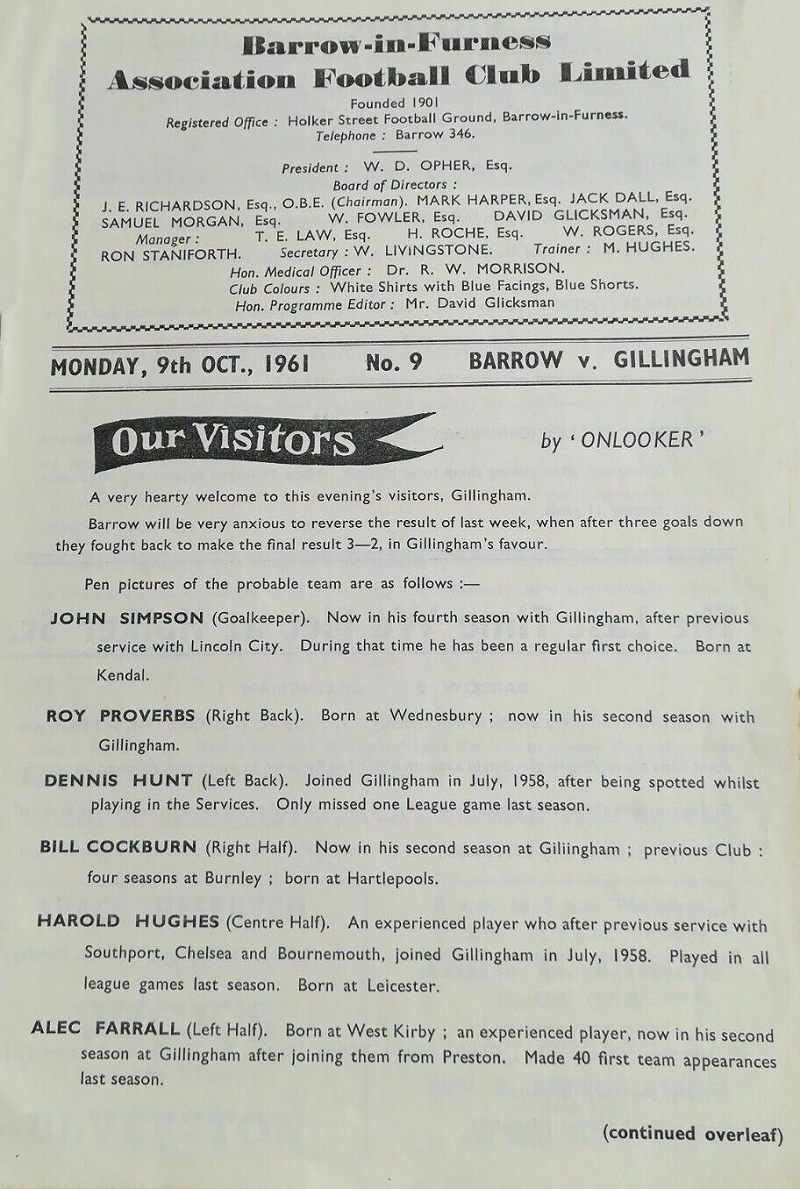 Barrow-in-Furness
Association Football Club Limited
Founded 1901
Registered Office : Holker Street Football Ground, Barrow-in-Furness.
Telephone : Barrow 346.
President : W. D. OPHER, Esq.
Board of Directors :
J. E. RICHARDSON, Esq., O.B.E. (Chairman). MARK HARPER, Esq. JACK DALL, Esq.
SAMUEL MORGAN, Esq. W. FOWLER, Esq. DAVID GLICKSMAN, Esq.
Manager : T. E. LAW, Esq. H. ROCHE, Esq. W. ROGERS, Esq.
RON STANIFORTH. Secretary : W. LIVINGSTONE. Trainer : M. HUGHES.
Hon. Medical Officer : Dr. R. W. MORRISON.
Club Colours : White Shirts with Blue Facings, Blue Shorts.
Hon. Programme Editor : Mr. David Glicksman
MONDAY, 9th OCT., 1961 No. 9 BARROW v. GILLINGHAM
Our Visitors by ‘ ONLOOKER ’
A very hearty welcome to this evening's visitors, Gillingham.
Barrow will be very anxious to reverse the result of last week, when after three goals down
they fought back to make the final result 3—2, in Gillingham's favour.
Pen pictures of the probable team are as follows :—
JOHN SIMPSON (Goalkeeper). Now in his fourth season with Gillingham, after previous
service with Lincoln City. During that time he has been a regular first choice. Born at
Kendal.
ROY PROVERBS (Right Back). Born at Wednesbury ; now in his second season with
Gillingham.
DENNIS HUNT (Left Back). Joined Gillingham in July, 1958, after being spotted whilst
playing in the Services. Only missed one League game last season.
BILL COCKBURN (Right Half). Now in his second season at Giliingham ; previous Club :
four seasons at Burnley ; born at Hartlepools.
HAROLD HUGHES (Centre Half). An experienced player who after previous service with
Southport, Chelsea and Bournemouth, joined Gillingham in July, 1958. Played in all
league games last season. Born at Leicester.
ALEC FARRALL (Left Half). Born at West Kirby ; an experienced player, now in his second
season at Gillingham after joining them from Preston. Made 40 first team appearances
last season.
(continued overleaf)